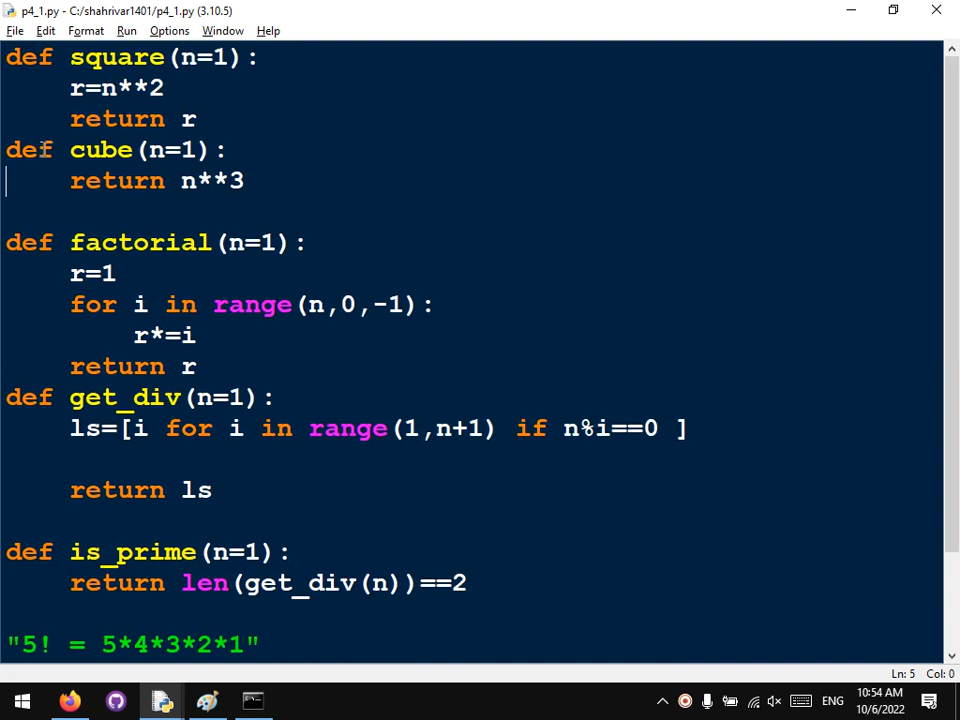 p4_1.py - C:/shahrivar1401/p4_1.py (3.10.5)
File Edit Format Run Options Window Help
def square(n=1):
    r=n**2
    return r
def cube(n=1):
    return n**3
def factorial(n=1):
    r=1
    for i in range(n,0,-1):
        r*=i
    return r
def get_div(n=1):
    ls=[i for i in range(1,n+1) if n%i==0 ]
    return ls
def is_prime(n=1):
    return len(get_div(n))==2
"5! = 5*4*3*2*1"
Ln: 5 Col: 0
ENG
10:54 AM
10/6/2022